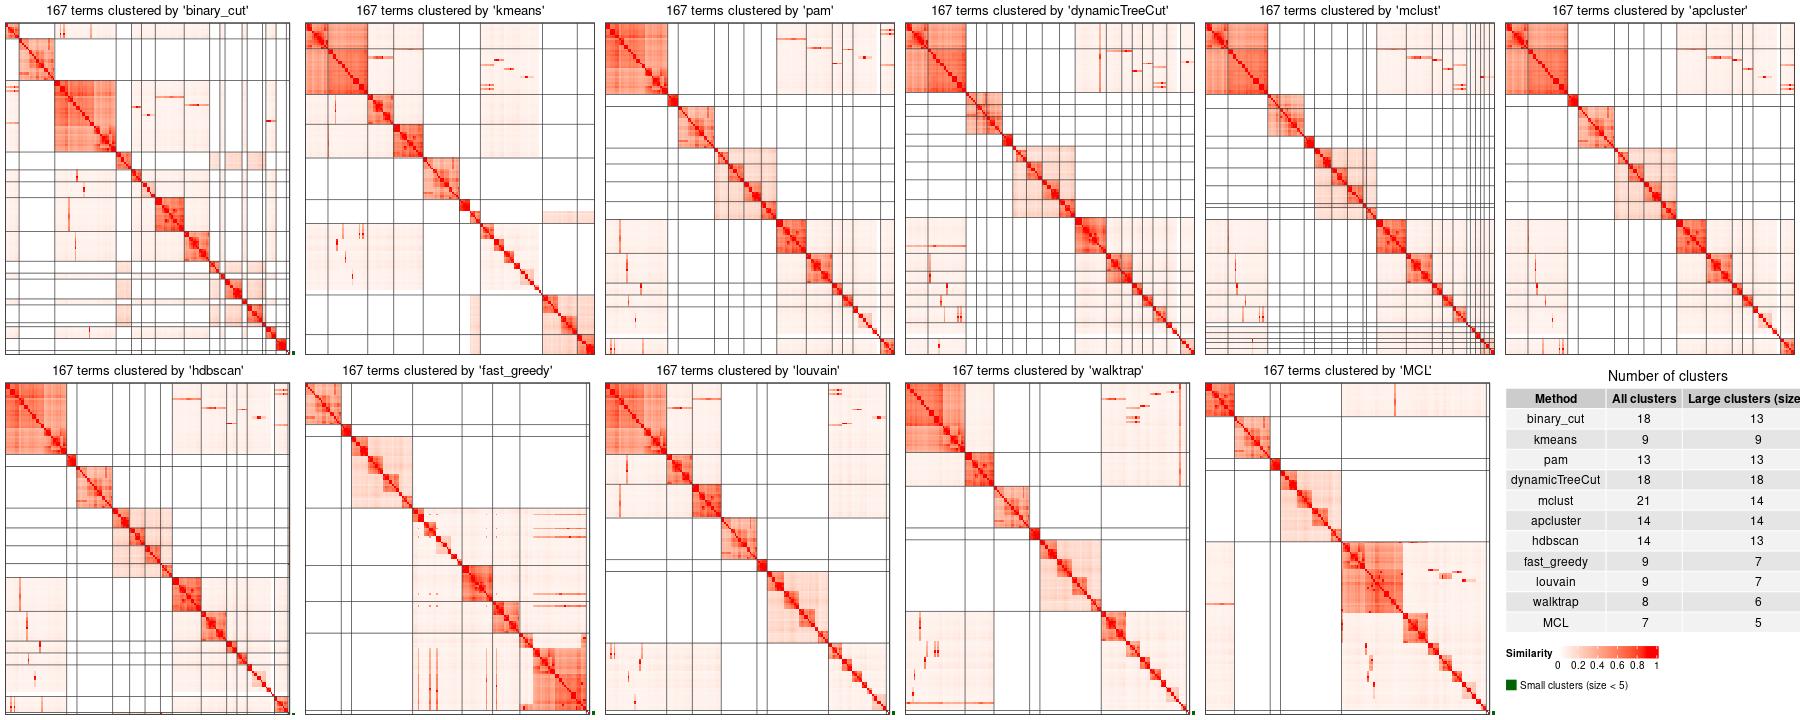 167 terms clustered by 'binary_cut'
167 terms clustered by 'kmeans'
167 terms clustered by 'pam'
167 terms clustered by 'dynamicTreeCut'
167 terms clustered by 'mclust'
167 terms clustered by 'apcluster'
167 terms clustered by 'hdbscan'
167 terms clustered by 'fast_greedy'
167 terms clustered by 'louvain'
167 terms clustered by 'walktrap'
167 terms clustered by 'MCL'
Number of clusters
Method All clusters Large clusters (size
binary_cut 18 13
kmeans 9 9
pam 13 13
dynamicTreeCut 18 18
mclust 21 14
apcluster 14 14
hdbscan 14 13
fast_greedy 9 7
louvain 9 7
walktrap 8 6
MCL 7 5
Similarity
0 0.2 0.4 0.6 0.8 1
Small clusters (size < 5)